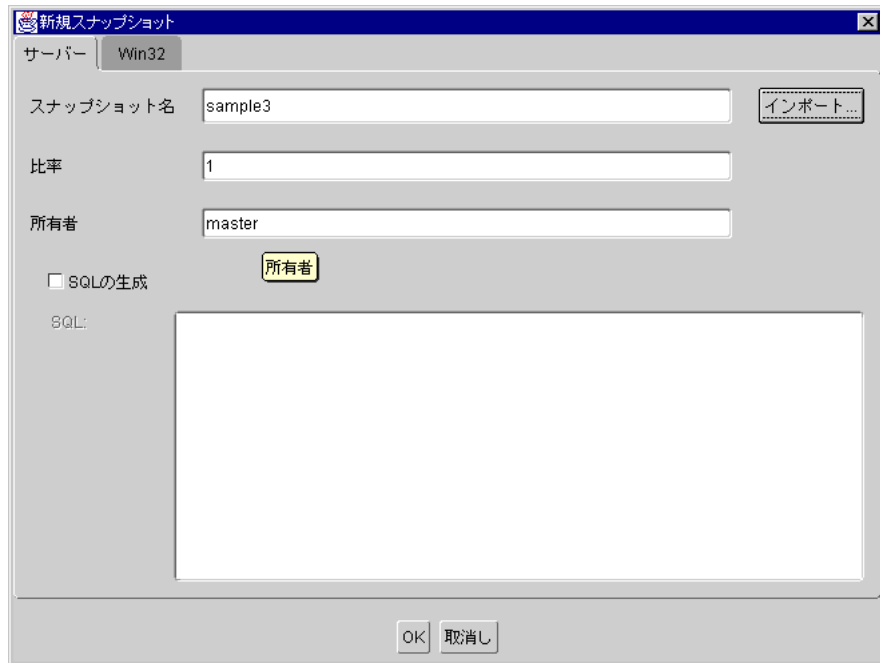 新規スナップショット
サーバー Win32
スナップショット名 sample3 インポート...
比率 1
所有者 master
所有者
SQLの生成
SQL:
OK 取消し